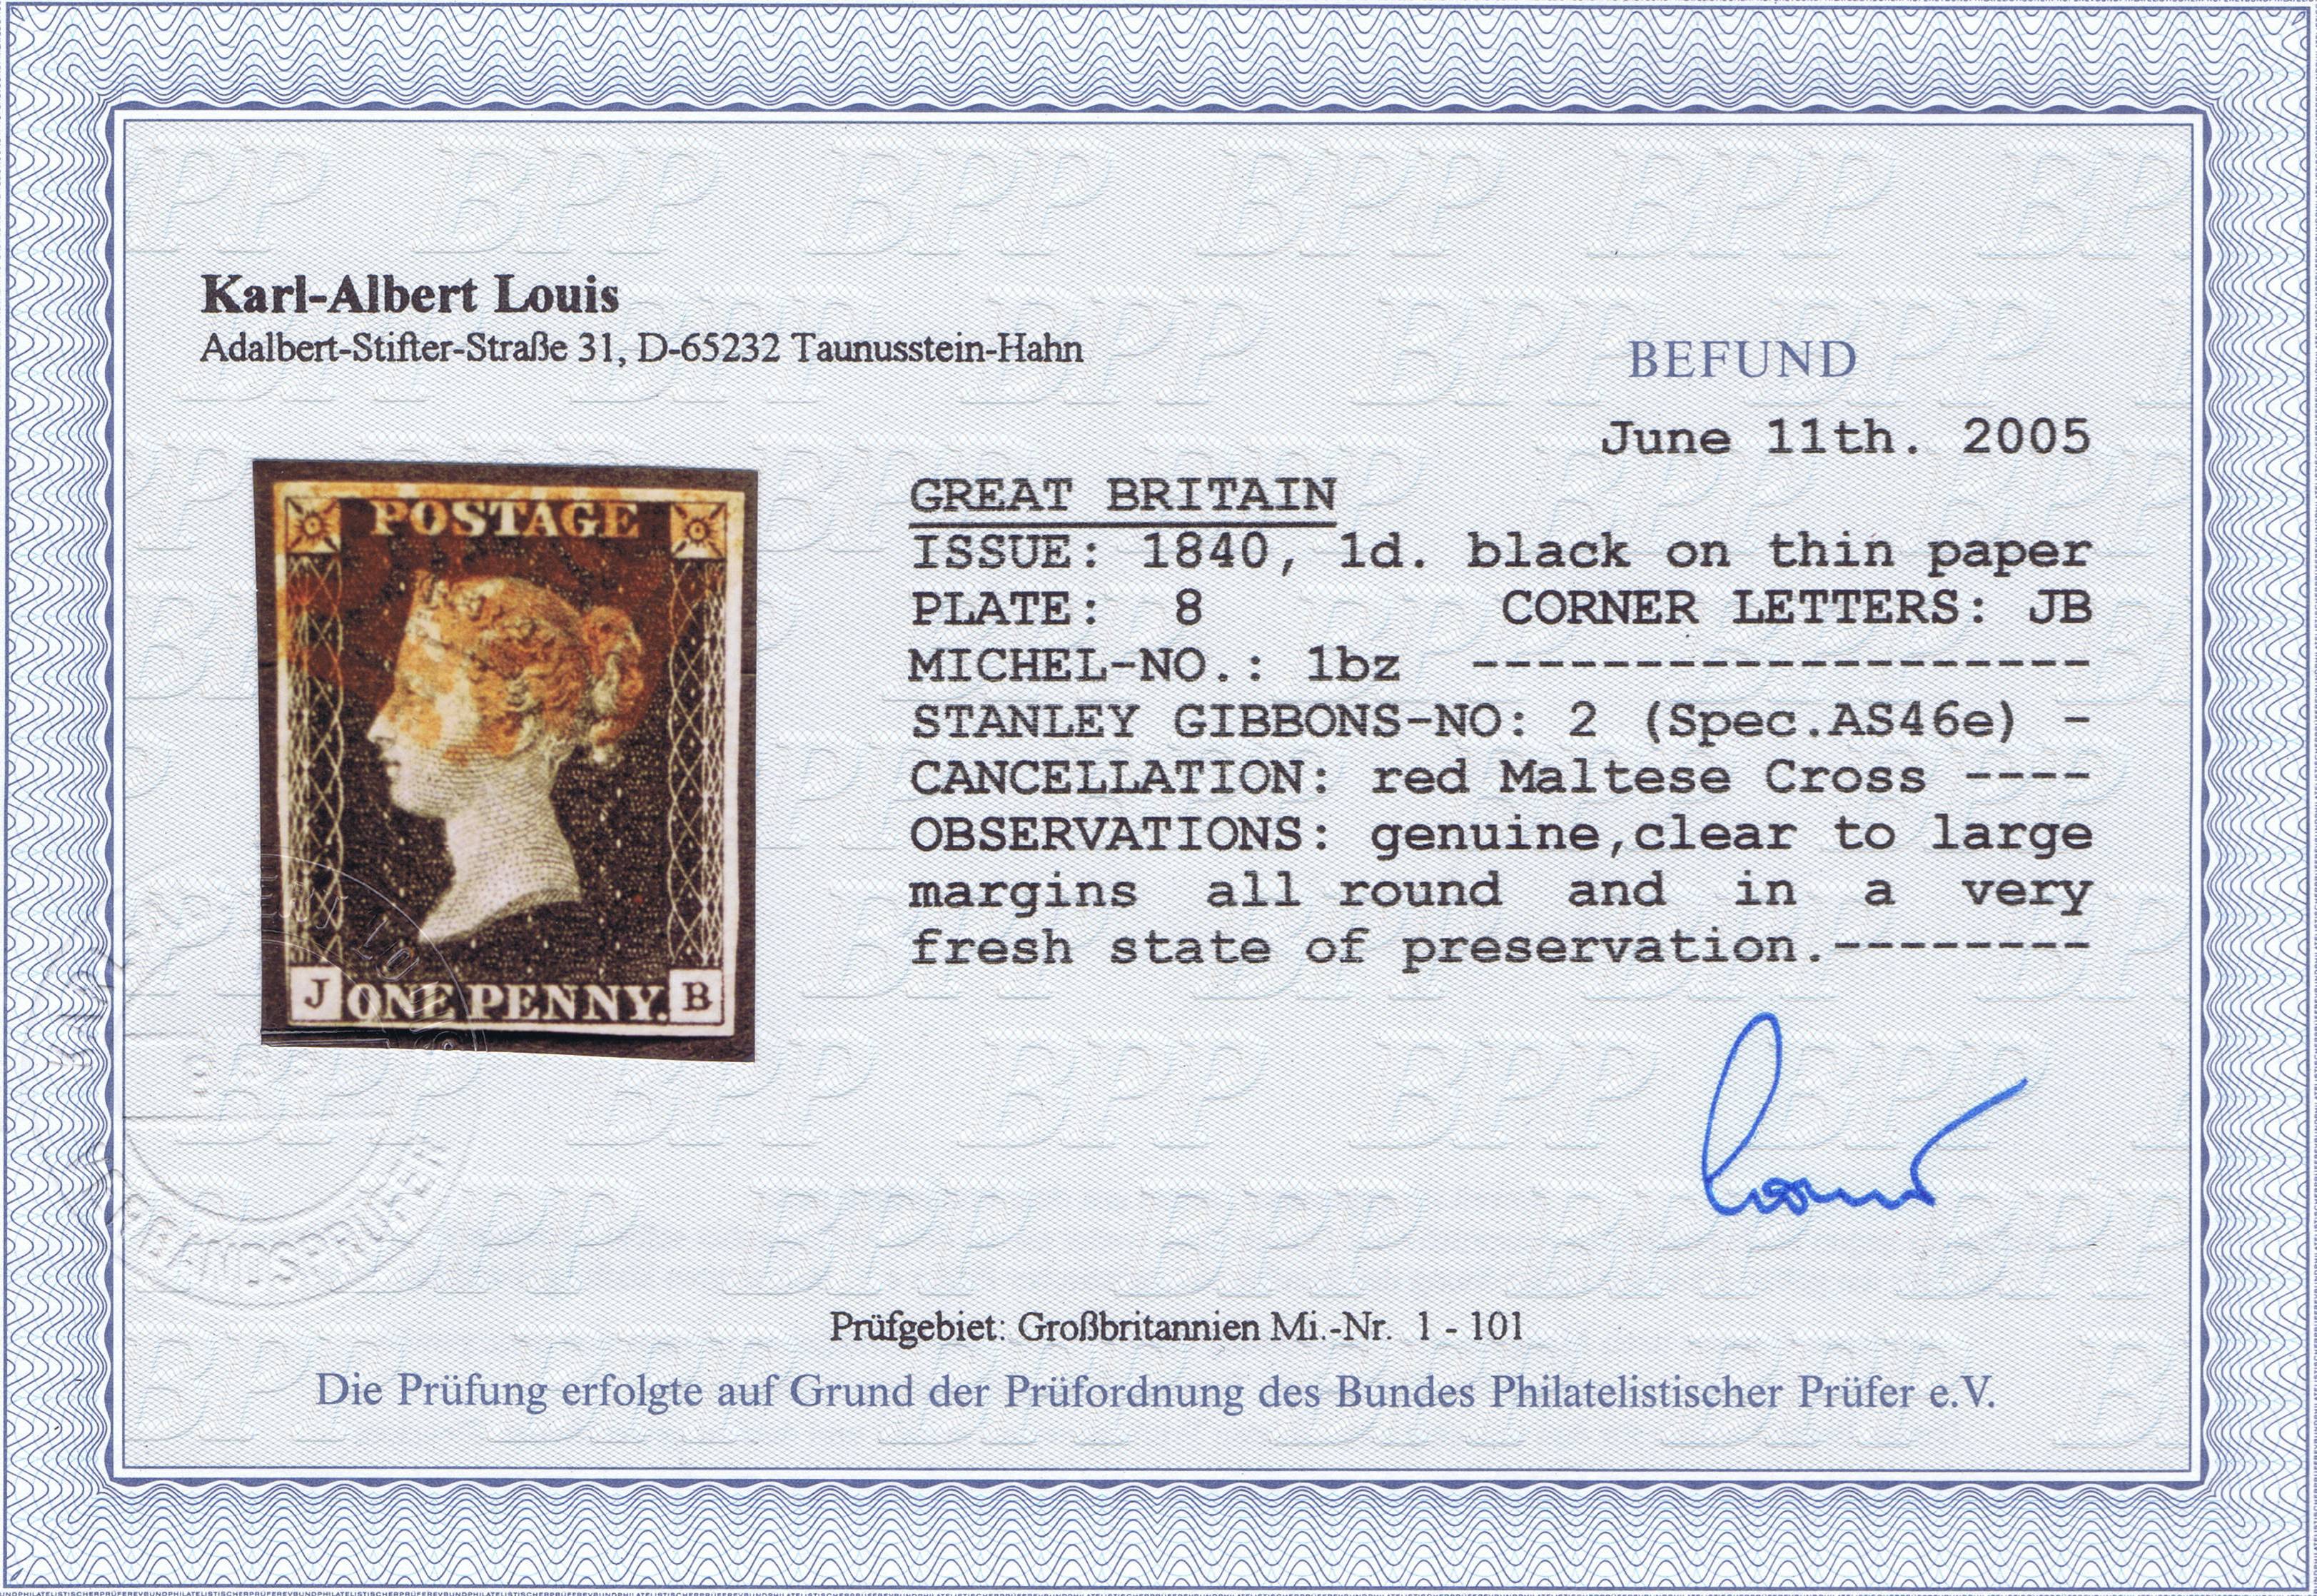 Karl-Albert Louis
Adalbert-Stifter-Straße 31, D-65232 Taunusstein-Hahn
BEFUND
June 11th. 2005
POSTAGE
J ONE PENNY. B
GREAT BRITAIN
ISSUE: 1840, 1d. black on thin paper
PLATE: 8 CORNER LETTERS: JB
MICHEL-NO.: 1bz -------------------
STANLEY GIBBONS-NO: 2 (Spec.AS46e) -
CANCELLATION: red Maltese Cross ----
OBSERVATIONS: genuine,clear to large
margins all round and in a very
fresh state of preservation.--------
Prüfgebiet: Großbritannien Mi.-Nr. 1 - 101
Die Prüfung erfolgte auf Grund der Prüfordnung des Bundes Philatelistischer Prüfer e.V.